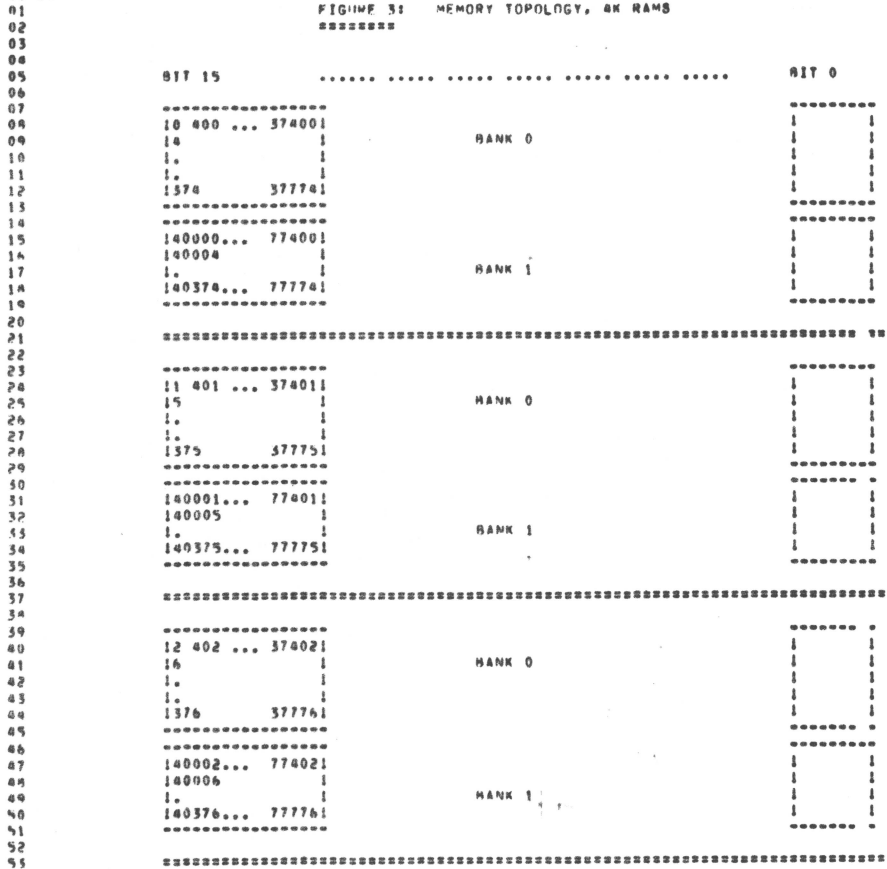 01 FIGURE 3: MEMORY TOPOLOGY, 4K RAMS
02 ========
03
04
05 BIT 15 ...... ..... ..... ..... ..... ..... ..... BIT 0
06
07 ----------------- ---------
08 !0 400 ... 37400! ! !
09 !4 ! BANK 0 ! !
10 !. ! ! !
11 !. ! ! !
12 !374 37774! ! !
13 ----------------- ---------
14 ----------------- ---------
15 !40000... 77400! ! !
16 !40004 ! ! !
17 !. ! BANK 1 ! !
18 !40374... 77774! ! !
19 ----------------- ---------
20
21 ======================================================================== ==
22
23 ----------------- ---------
24 !1 401 ... 37401! ! !
25 !5 ! BANK 0 ! !
26 !. ! ! !
27 !. ! ! !
28 !375 37775! ! !
29 ----------------- ---------
30 ----------------- ------- -
31 !40001... 77401! ! !
32 !40005 ! ! !
33 !. ! BANK 1 ! !
34 !40375... 77775! ! !
35 ----------------- ---------
36
37 ===========================================================================
38
39 ----------------- ------- -
40 !2 402 ... 37402! ! !
41 !6 ! BANK 0 ! !
42 !. ! ! !
43 !. ! ! !
44 !376 37776! ! !
45 ----------------- ------- -
46 ----------------- ---------
47 !40002... 77402! ! !
48 !40006 ! ! !
49 !. ! BANK 1 ! !
50 !40376... 77776! ! !
51 ----------------- ------- -
52
53 ===========================================================================